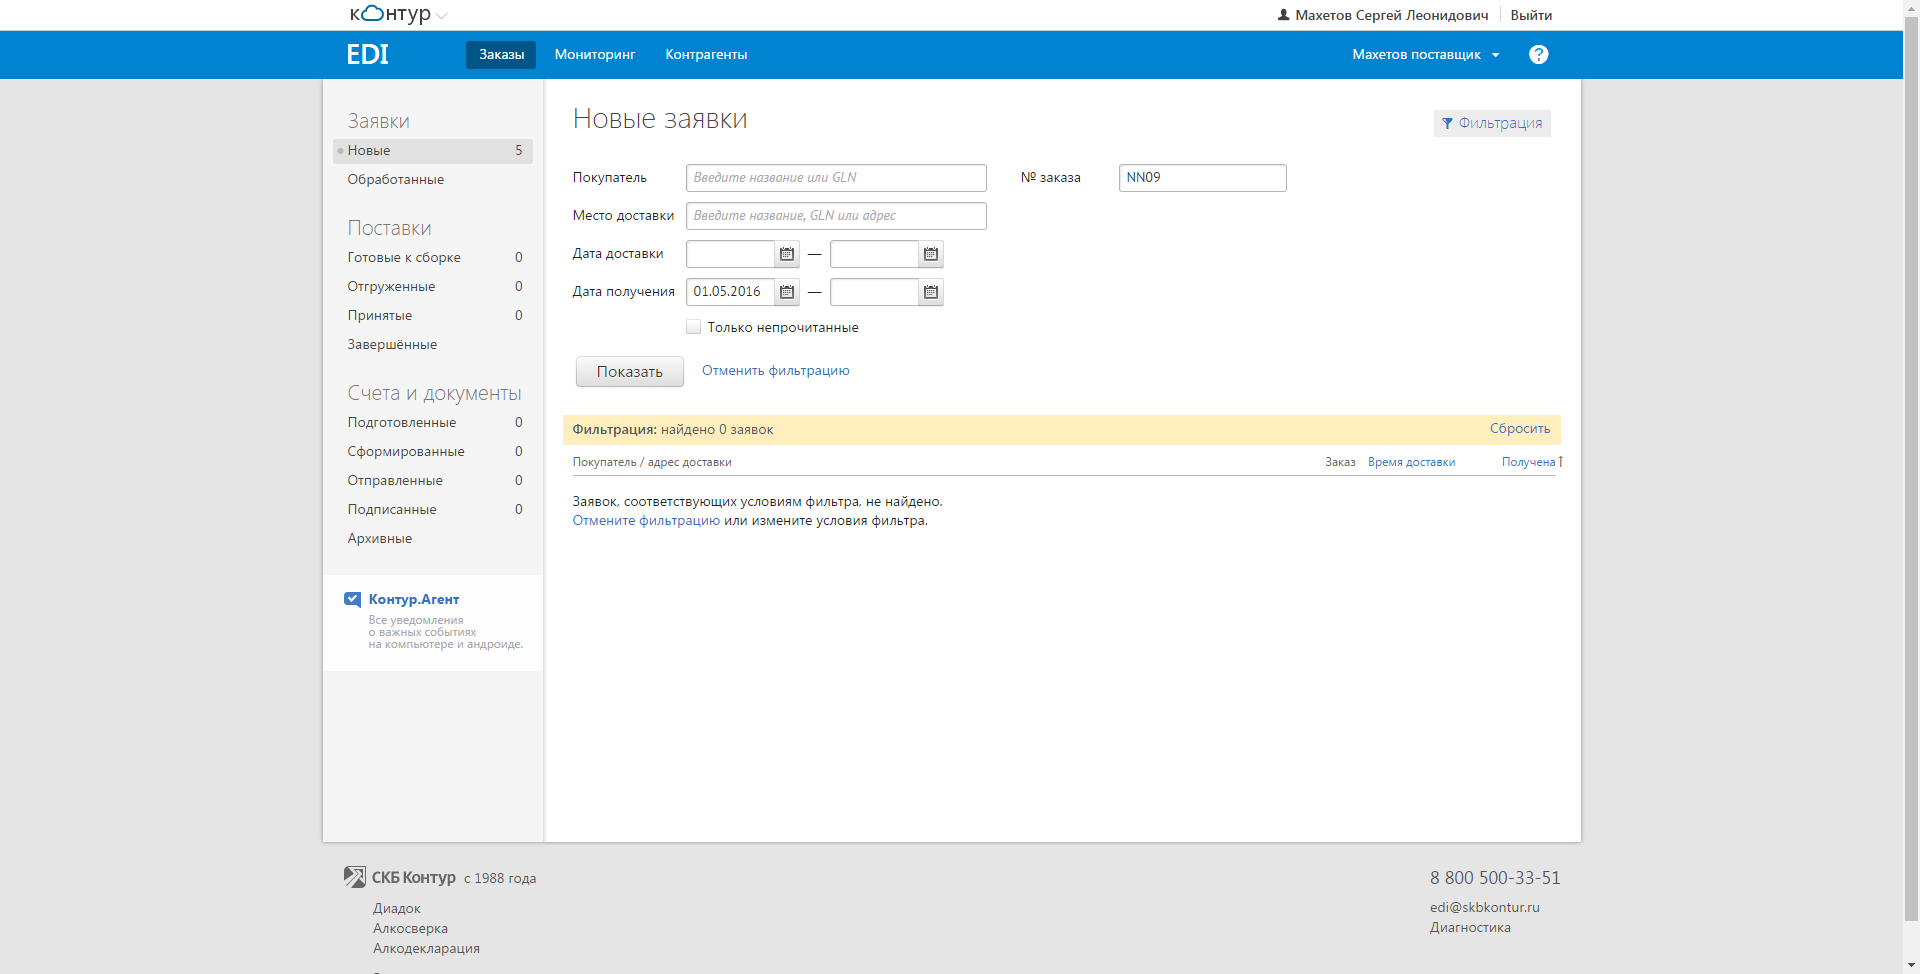 контур
Махетов Сергей Леонидович
Выйти
EDI
Заказы
Мониторинг
Контрагенты
Махетов поставщик
?
Заявки
Новые 5
Обработанные
Поставки
Готовые к сборке 0
Отгруженные 0
Принятые 0
Завершённые
Счета и документы
Подготовленные 0
Сформированные 0
Отправленные 0
Подписанные 0
Архивные
Контур.Агент
Все уведомления
о важных событиях
на компьютере и андроиде.
Новые заявки
Фильтрация
Покупатель Введите название или GLN № заказа NN09
Место доставки Введите название, GLN или адрес
Дата доставки —
Дата получения 01.05.2016 —
Только непрочитанные
Показать Отменить фильтрацию
Фильтрация: найдено 0 заявок Сбросить
Покупатель / адрес доставки Заказ Время доставки Получена↑
Заявок, соответствующих условиям фильтра, не найдено.
Отмените фильтрацию или измените условия фильтра.
СКБ Контур с 1988 года
Диадок
Алкосверка
Алкодекларация
8 800 500-33-51
edi@skbkontur.ru
Диагностика